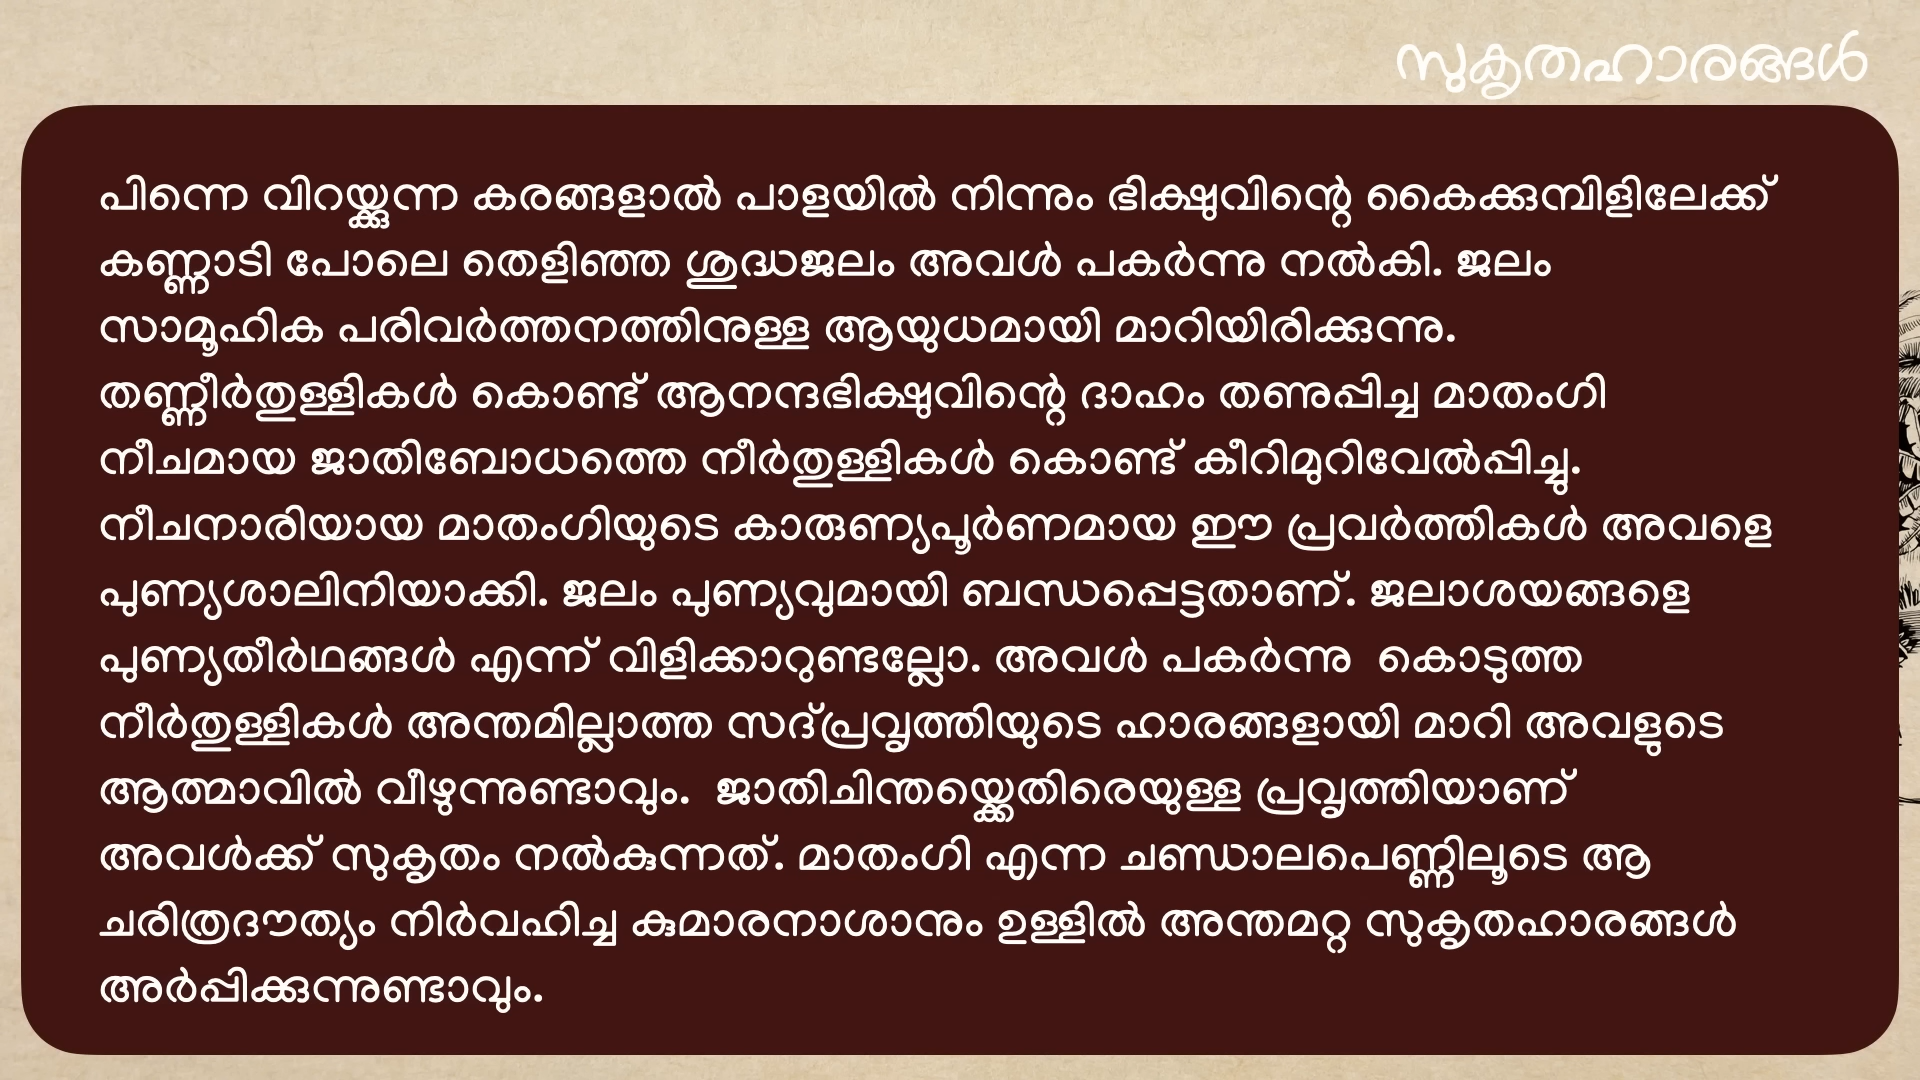 സുകൃതഹാരങ്ങൾ
പിന്നെ വിറയ്ക്കുന്ന കരങ്ങളാൽ പാളയിൽ നിന്നും ഭിക്ഷുവിന്റെ കൈക്കുമ്പിളിലേക്ക്
കണ്ണാടി പോലെ തെളിഞ്ഞ ശുദ്ധജലം അവൾ പകർന്നു നൽകി. ജലം
സാമൂഹിക പരിവർത്തനത്തിനുള്ള ആയുധമായി മാറിയിരിക്കുന്നു.
തണ്ണീർതുള്ളികൾ കൊണ്ട് ആനന്ദഭിക്ഷുവിന്റെ ദാഹം തണുപ്പിച്ച മാതംഗി
നീചമായ ജാതിബോധത്തെ നീർതുള്ളികൾ കൊണ്ട് കീറിമുറിവേൽപ്പിച്ചു.
നീചനാരിയായ മാതംഗിയുടെ കാരുണ്യപൂർണമായ ഈ പ്രവർത്തികൾ അവളെ
പുണ്യശാലിനിയാക്കി. ജലം പുണ്യവുമായി ബന്ധപ്പെട്ടതാണ്. ജലാശയങ്ങളെ
പുണ്യതീർഥങ്ങൾ എന്ന് വിളിക്കാറുണ്ടല്ലോ. അവൾ പകർന്നു  കൊടുത്ത
നീർതുള്ളികൾ അന്തമില്ലാത്ത സദ്പ്രവൃത്തിയുടെ ഹാരങ്ങളായി മാറി അവളുടെ
ആത്മാവിൽ വീഴുന്നുണ്ടാവും.  ജാതിചിന്തയ്ക്കെതിരെയുള്ള പ്രവൃത്തിയാണ്
അവൾക്ക് സുകൃതം നൽകുന്നത്. മാതംഗി എന്ന ചണ്ഡാലപെണ്ണിലൂടെ ആ
ചരിത്രദൗത്യം നിർവഹിച്ച കുമാരനാശാനും ഉള്ളിൽ അന്തമറ്റ സുകൃതഹാരങ്ങൾ
അർപ്പിക്കുന്നുണ്ടാവും.